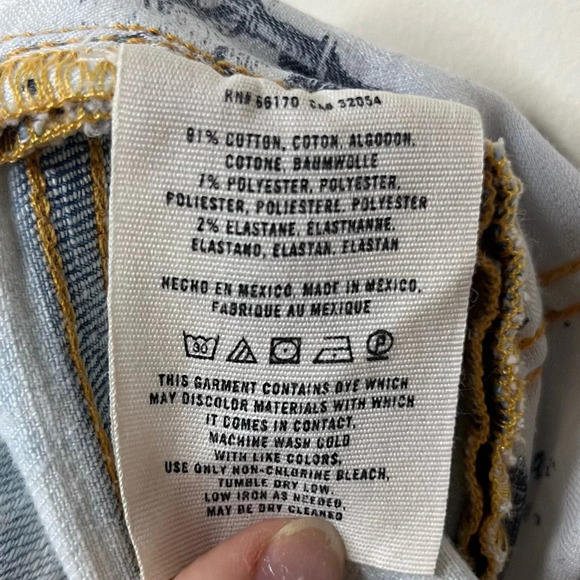 RN# 66170 CA# 32054
91% COTTON, COTON, ALGODON,
COTONE, BAUMWOLLE
1% POLYESTER, POLYESTER,
POLIESTER, POLIESTERE, POLYESTER
2% ELASTANE, ELASTHANNE,
ELASTANO, ELASTAN, ELASTAN
HECHO EN MEXICO, MADE IN MEXICO,
FABRIQUE AU MEXIQUE
30 P
THIS GARMENT CONTAINS DYE WHICH
MAY DISCOLOR MATERIALS WITH WHICH
IT COMES IN CONTACT,
MACHINE WASH COLD
WITH LIKE COLORS,
USE ONLY NON-CHLORINE BLEACH,
TUMBLE DRY LOW,
LOW IRON AS NEEDED,
MAY BE DRY CLEANED